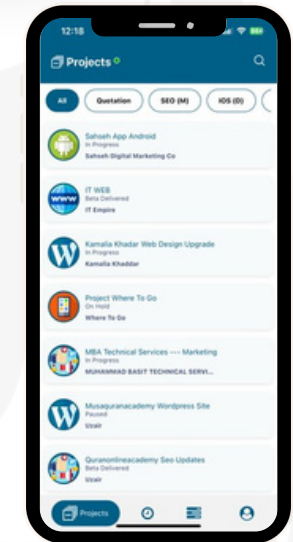 12:18
Projects
All
Quotation
SEO (M)
IOS (D)
Sahseh App Android
In Progress
Sahseh Digital Marketing Co
www
IT WEB
Beta Delivered
IT Empire
Kamalia Khadar Web Design Upgrade
In Progress
Kamalia Khaddar
Project Where To Go
On Hold
Where To Go
MBA Technical Services --- Marketing
In Progress
MUHAMMAD BASIT TECHNICAL SERVI...
Musaquranacademy Wordpress Site
Paused
Uzair
Quranonlineacademy Seo Updates
Beta Delivered
Uzair
Projects